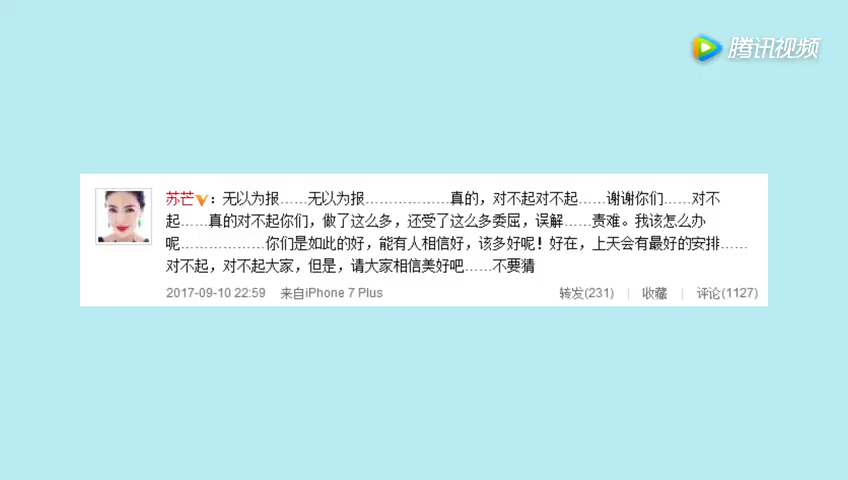 腾讯视频
苏芒：无以为报……无以为报………………真的，对不起对不起……谢谢你们……对不
起……真的对不起你们，做了这么多，还受了这么多委屈，误解……责难。我该怎么办
呢………………你们是如此的好，能有人相信好，该多好呢！好在，上天会有最好的安排……
对不起，对不起大家，但是，请大家相信美好吧……不要猜
2017-09-10 22:59 来自iPhone 7 Plus 转发(231) | 收藏 | 评论(1127)